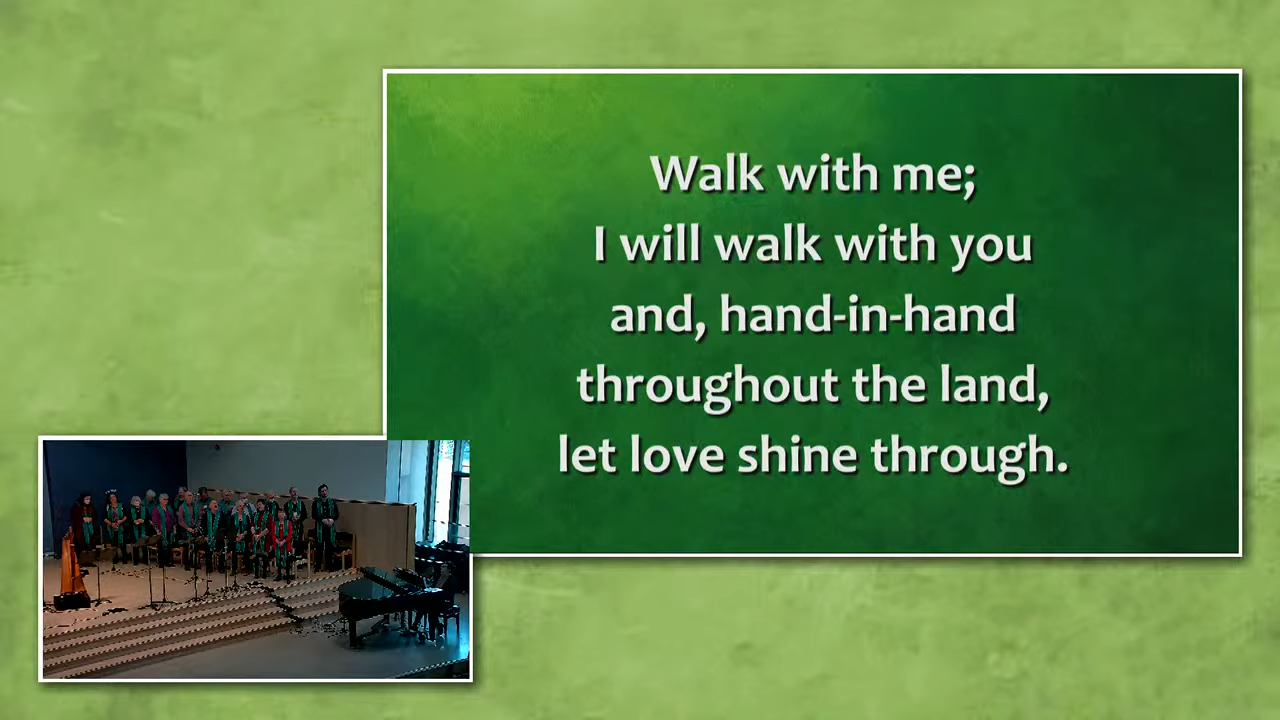 Walk with me;
I will walk with you
and, hand-in-hand
throughout the land,
let love shine through.